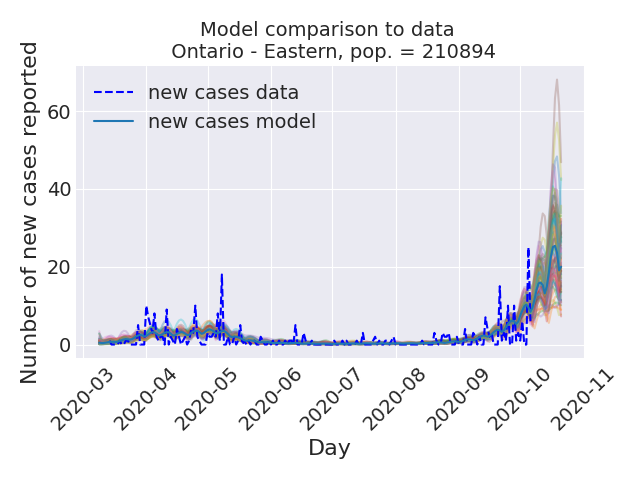 Model comparison to data
Ontario - Eastern, pop. = 210894
Number of new cases reported
new cases data
new cases model
60
40
20
0
2020-03
2020-04
2020-05
2020-06
2020-07
2020-08
2020-09
2020-10
2020-11
Day